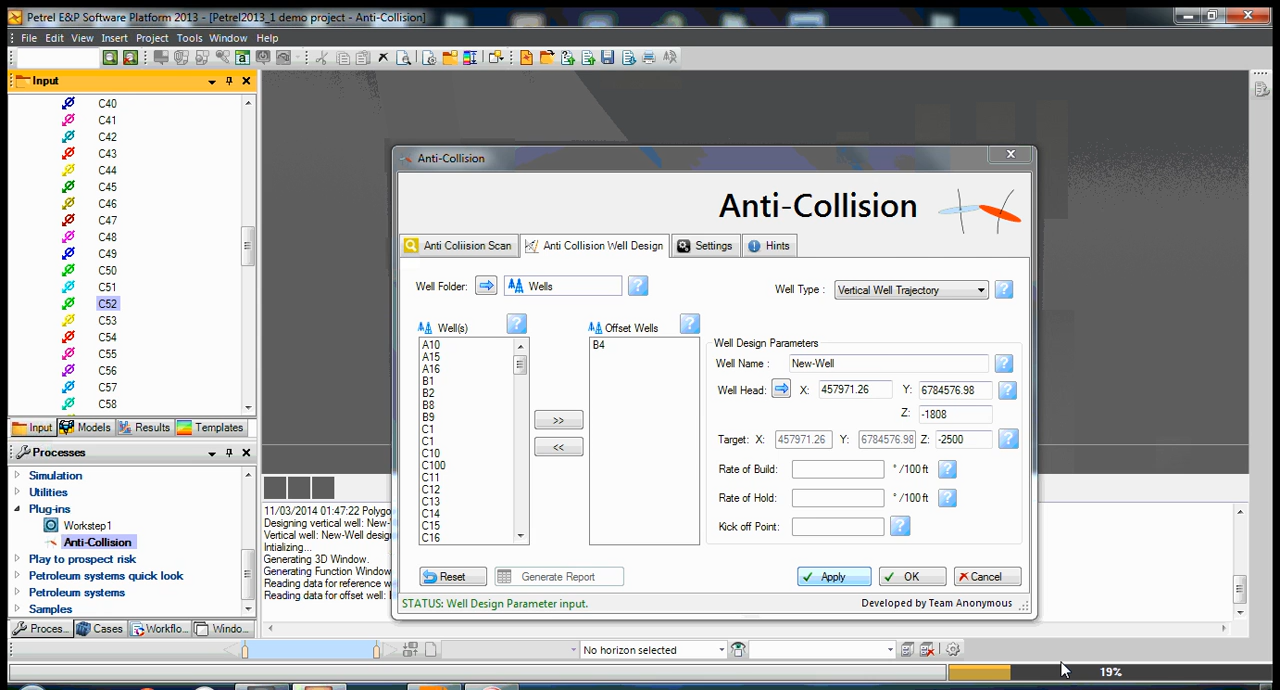 Petrel E&P Software Platform 2013 - [Petrel2013_1 demo project - Anti-Collision]
File Edit View Insert Project Tools Window Help
Input
C40
C41
C42
C43
C44
C45
C46
C47
C48
C49
C50
C51
C52
C53
C54
C55
C56
C57
C58
Input Models Results Templates
Processes
Simulation
Utilities
Plug-ins
Workstep1
Anti-Collision
Play to prospect risk
Petroleum systems quick look
Petroleum systems
Samples
Proces... Cases Workflo... Windo...
11/03/2014 01:47:22 Polygo
Designing vertical well: New-
Vertical well: New-Well design
Intializing...
Generating 3D Window.
Generating Function Window
Reading data for reference w
Reading data for offset well:
Anti-Collision
Anti-Collision
Anti Collision Scan Anti Collision Well Design Settings Hints
Well Folder: Wells
Well Type : Vertical Well Trajectory
Well(s)
A10
A15
A16
B1
B2
B8
B9
C1
C1
C10
C100
C11
C12
C13
C14
C15
C16
>>
<<
Offset Wells
B4
Well Design Parameters
Well Name : New-Well
Well Head: X: 457971.26 Y: 6784576.98
Z: -1808
Target: X: 457971.26 Y: 6784576.98 Z: -2500
Rate of Build: °/100ft
Rate of Hold: °/100ft
Kick off Point:
Reset Generate Report Apply OK Cancel
STATUS: Well Design Parameter input. Developed by Team Anonymous
No horizon selected
19%